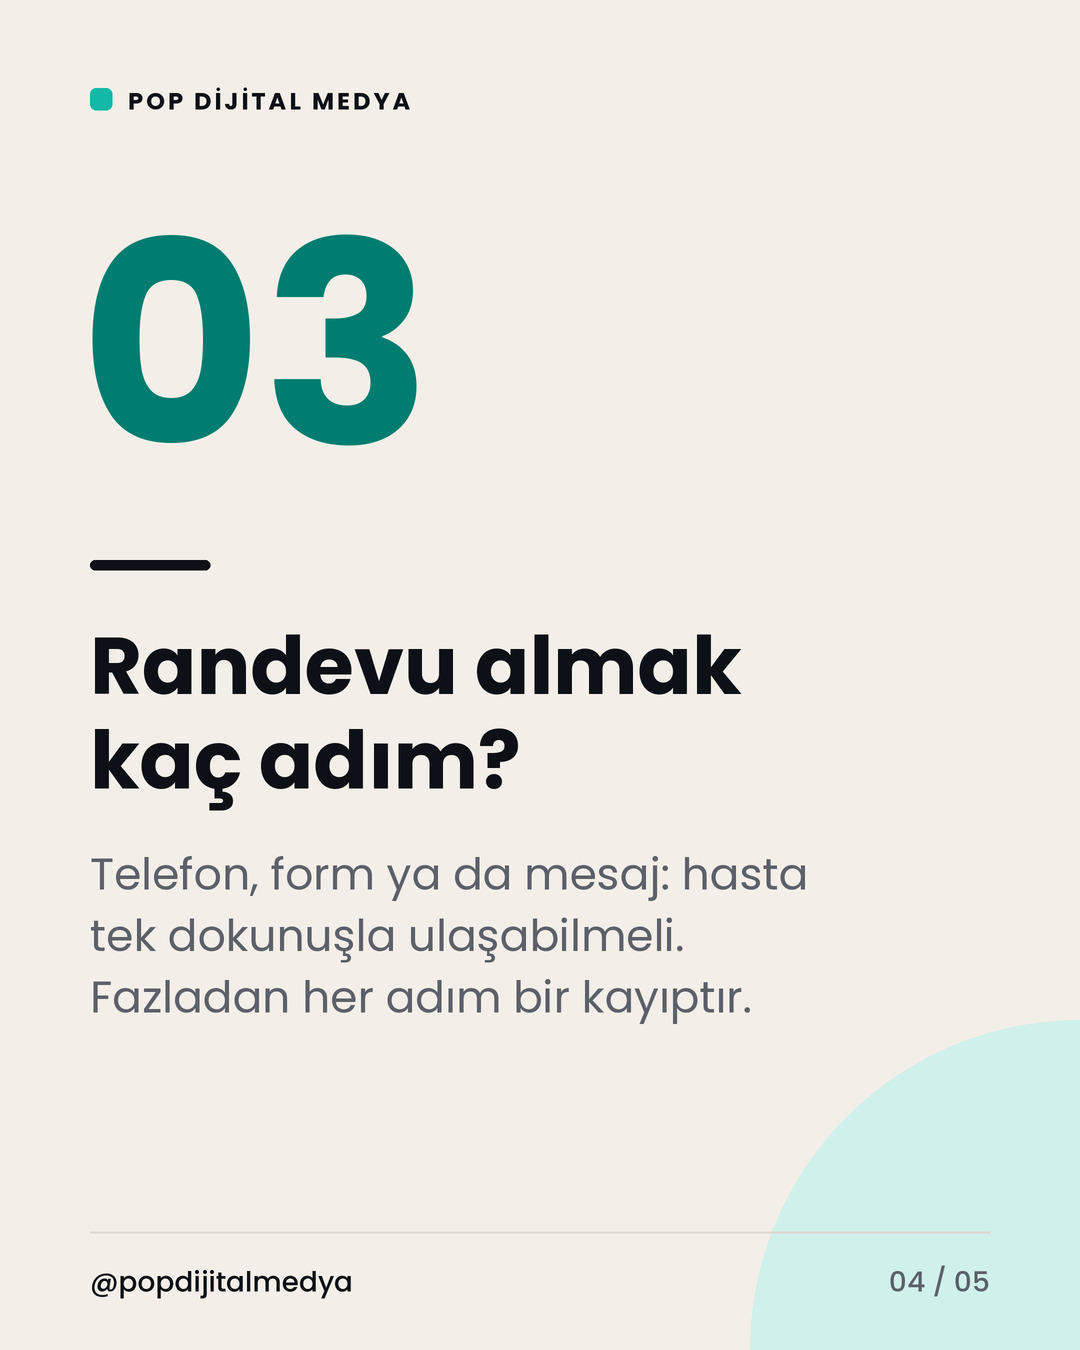 POP DİJİTAL MEDYA
03
Randevu almak
kaç adım?
Telefon, form ya da mesaj: hasta
tek dokunuşla ulaşabilmeli.
Fazladan her adım bir kayıptır.
@popdijitalmedya
04 / 05